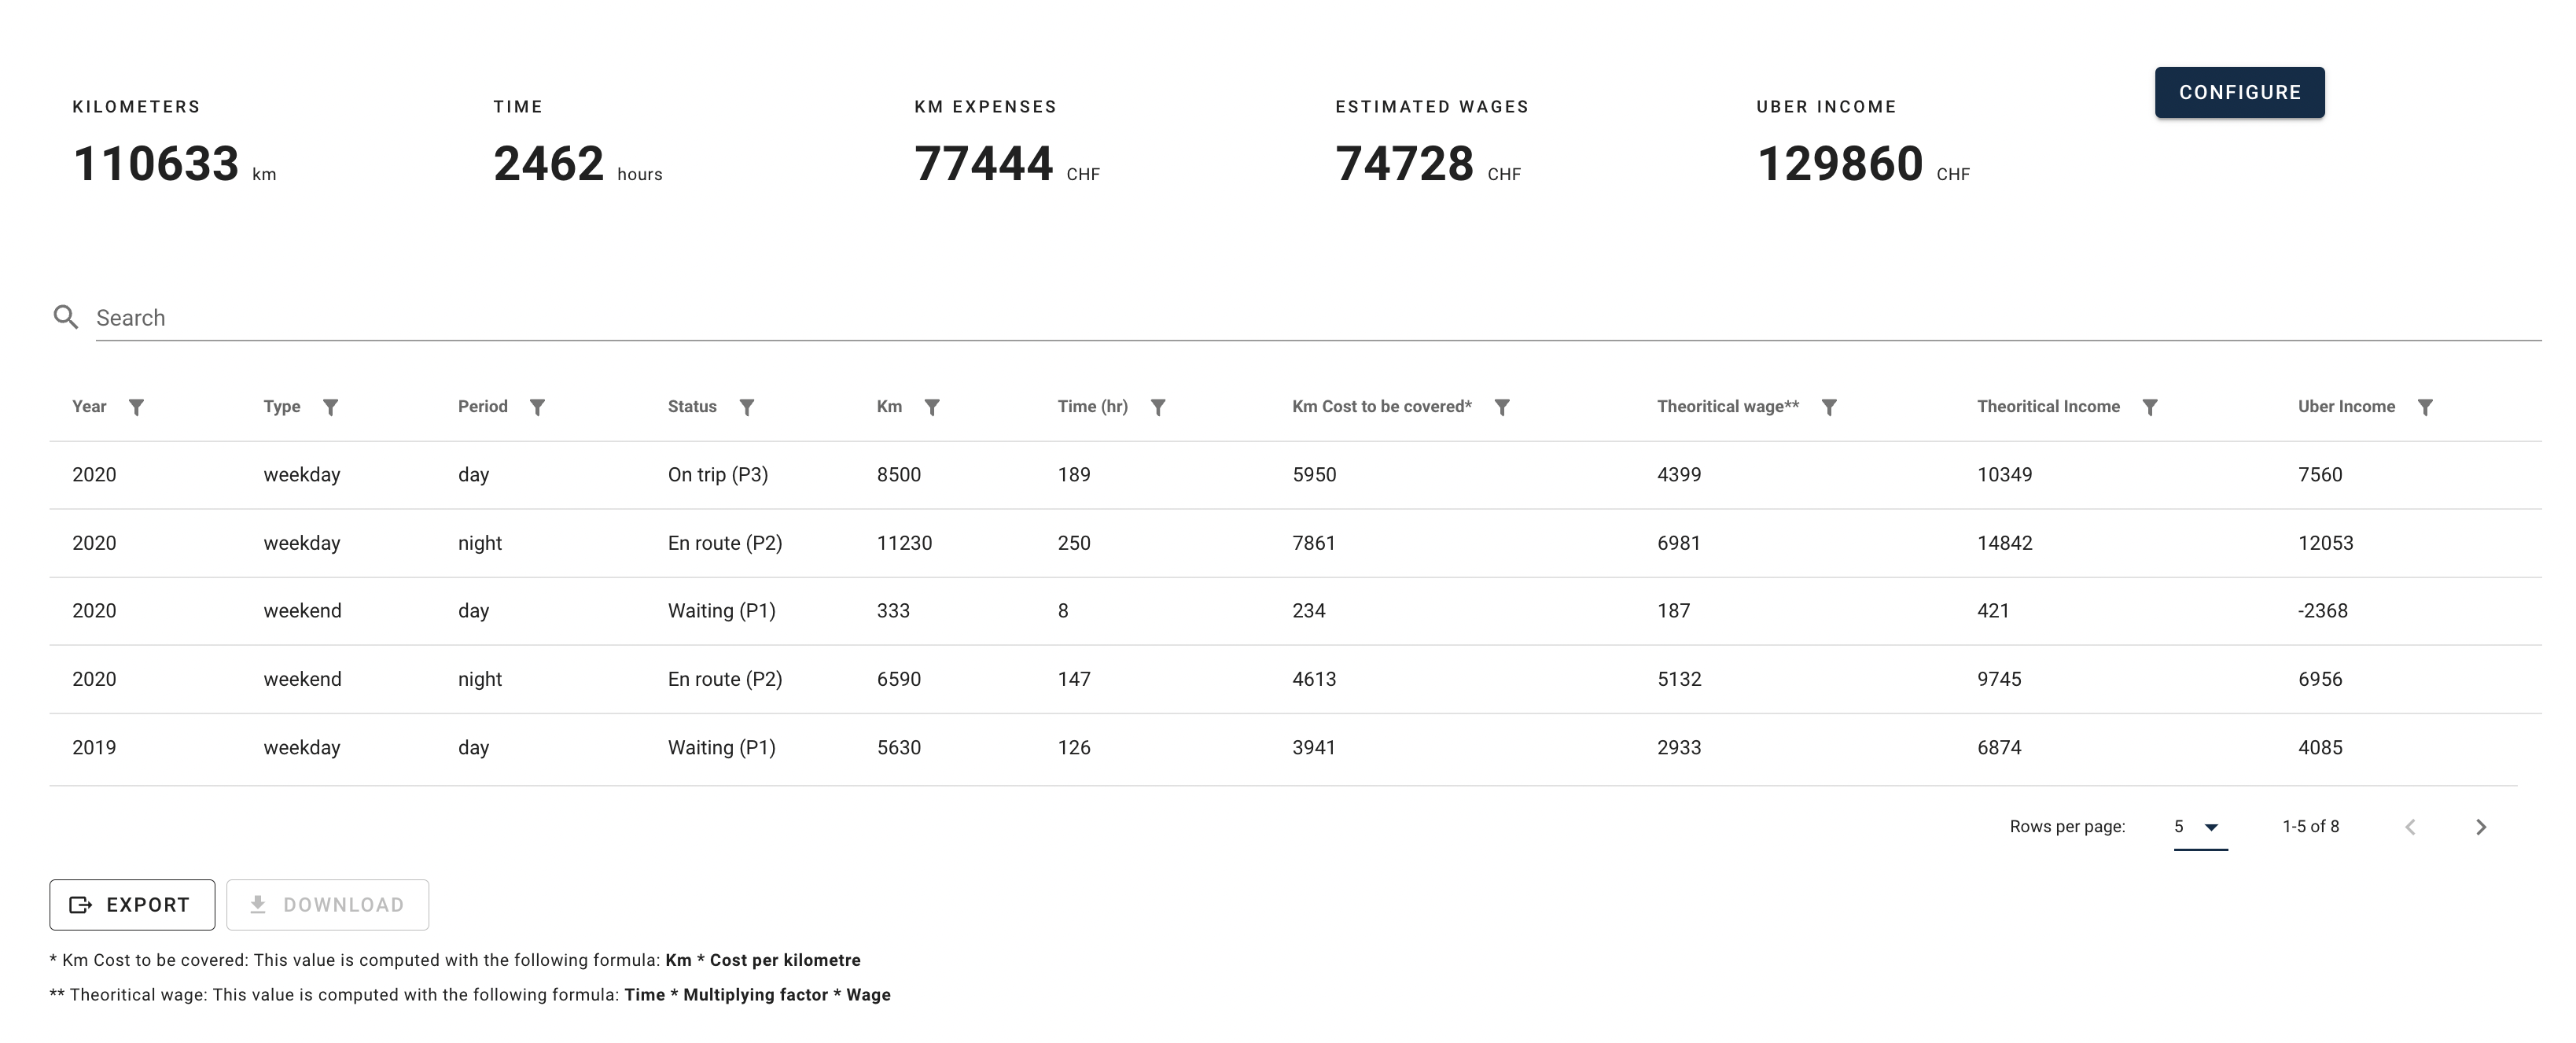 KILOMETERS TIME KM EXPENSES ESTIMATED WAGES UBER INCOME CONFIGURE
110633 km 2462 hours 77444 CHF 74728 CHF 129860 CHF
Search
Year Type Period Status Km Time (hr) Km Cost to be covered* Theoritical wage** Theoritical Income Uber Income
2020 weekday day On trip (P3) 8500 189 5950 4399 10349 7560
2020 weekday night En route (P2) 11230 250 7861 6981 14842 12053
2020 weekend day Waiting (P1) 333 8 234 187 421 -2368
2020 weekend night En route (P2) 6590 147 4613 5132 9745 6956
2019 weekday day Waiting (P1) 5630 126 3941 2933 6874 4085
Rows per page: 5 1-5 of 8
EXPORT DOWNLOAD
* Km Cost to be covered: This value is computed with the following formula: Km * Cost per kilometre
** Theoritical wage: This value is computed with the following formula: Time * Multiplying factor * Wage